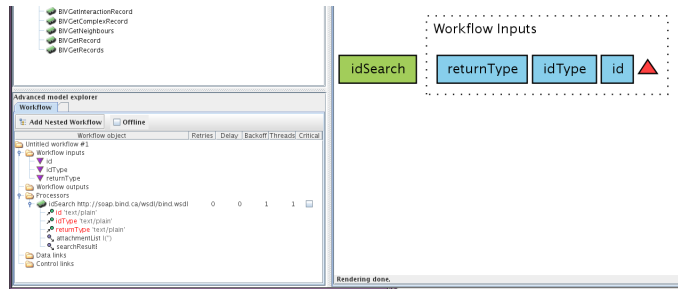 BIVGetInteractionRecord
BIVGetComplexRecord
BIVGetNeighbours
BIVGetRecord
BIVGetRecords
Advanced model explorer
Workflow
Add Nested Workflow Offline
Workflow object Retries Delay Backoff Threads Critical
Untitled workflow #1
Workflow inputs
id
idType
returnType
Workflow outputs
Processors
idSearch http://soap.bind.ca/wsdl/bind.wsdl 0 0 1 1
id 'text/plain'
idType 'text/plain'
returnType 'text/plain'
attachmentList l('')
searchResultl
Data links
Control links
Workflow Inputs
idSearch returnType idType id
Rendering done.